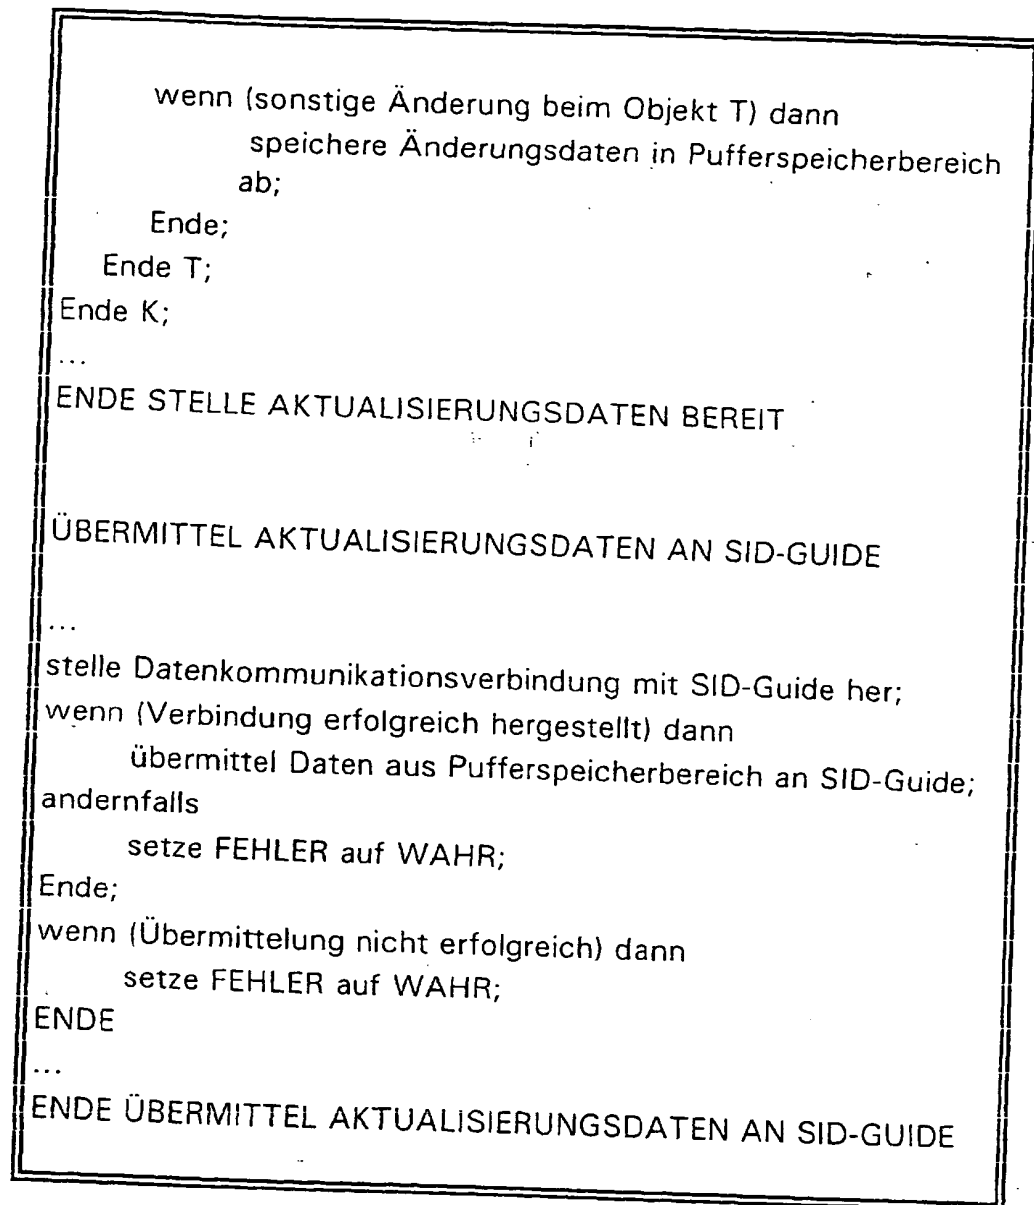 wenn (sonstige Änderung beim Objekt T) dann
speichere Änderungsdaten in Pufferspeicherbereich
ab;
Ende;
Ende T;
Ende K;
...
ENDE STELLE AKTUALISIERUNGSDATEN BEREIT
ÜBERMITTEL AKTUALISIERUNGSDATEN AN SID-GUIDE
...
stelle Datenkommunikationsverbindung mit SID-Guide her;
wenn (Verbindung erfolgreich hergestellt) dann
übermittel Daten aus Pufferspeicherbereich an SID-Guide;
andernfalls
setze FEHLER auf WAHR;
Ende;
wenn (Übermittelung nicht erfolgreich) dann
setze FEHLER auf WAHR;
ENDE
...
ENDE ÜBERMITTEL AKTUALISIERUNGSDATEN AN SID-GUIDE